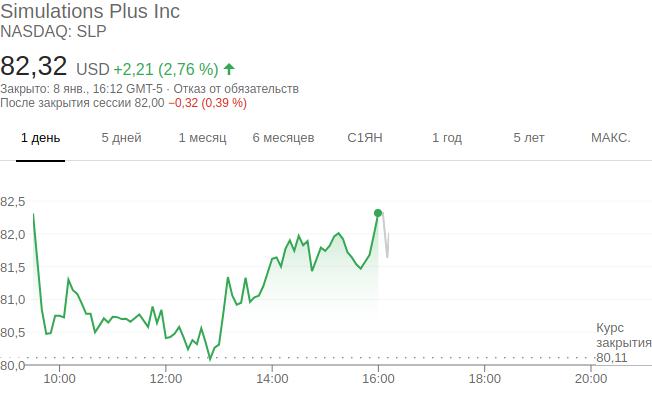 Simulations Plus Inc
NASDAQ: SLP
82,32 USD +2,21 (2,76 %)
Закрыто: 8 янв., 16:12 GMT-5 · Отказ от обязательств
После закрытия сессии 82,00 −0,32 (0,39 %)
1 день 5 дней 1 месяц 6 месяцев С1ЯН 1 год 5 лет МАКС.
82,5
82,0
81,5
81,0
80,5
80,0
Курс
закрытия
80,11
10:00 12:00 14:00 16:00 18:00 20:00